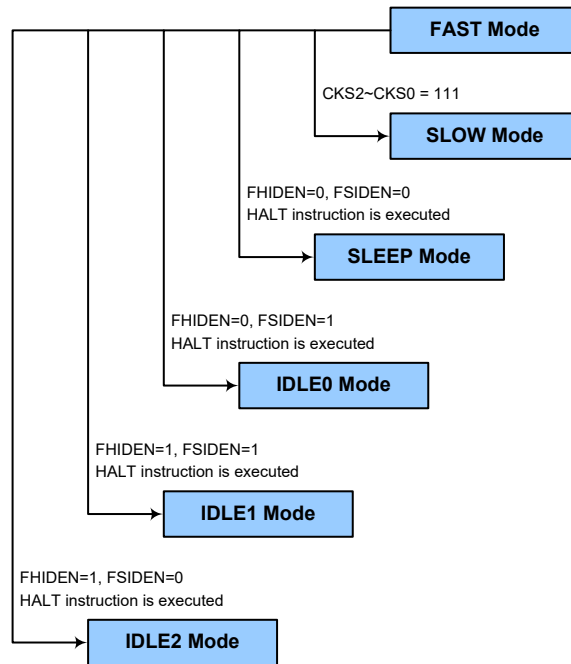 FAST Mode
CKS2~CKS0 = 111
SLOW Mode
FHIDEN=0, FSIDEN=0
HALT instruction is executed
SLEEP Mode
FHIDEN=0, FSIDEN=1
HALT instruction is executed
IDLE0 Mode
FHIDEN=1, FSIDEN=1
HALT instruction is executed
IDLE1 Mode
FHIDEN=1, FSIDEN=0
HALT instruction is executed
IDLE2 Mode